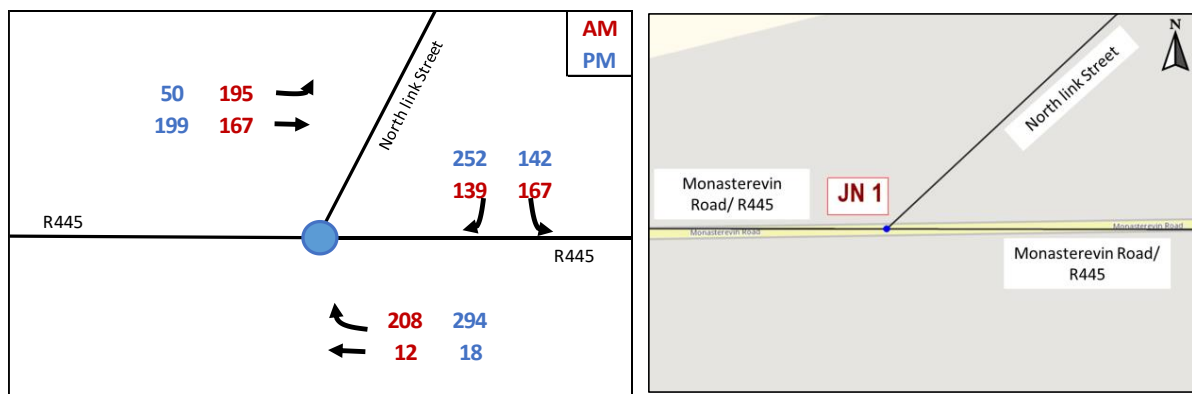 AM
PM
50 195
199 167
North link Street
252 142
139 167
R445
R445
208 294
12 18
N
North link Street
Monasterevin
Road/ R445
JN 1
Monasterevin Road
Monasterevin Road
Monasterevin Road/
R445